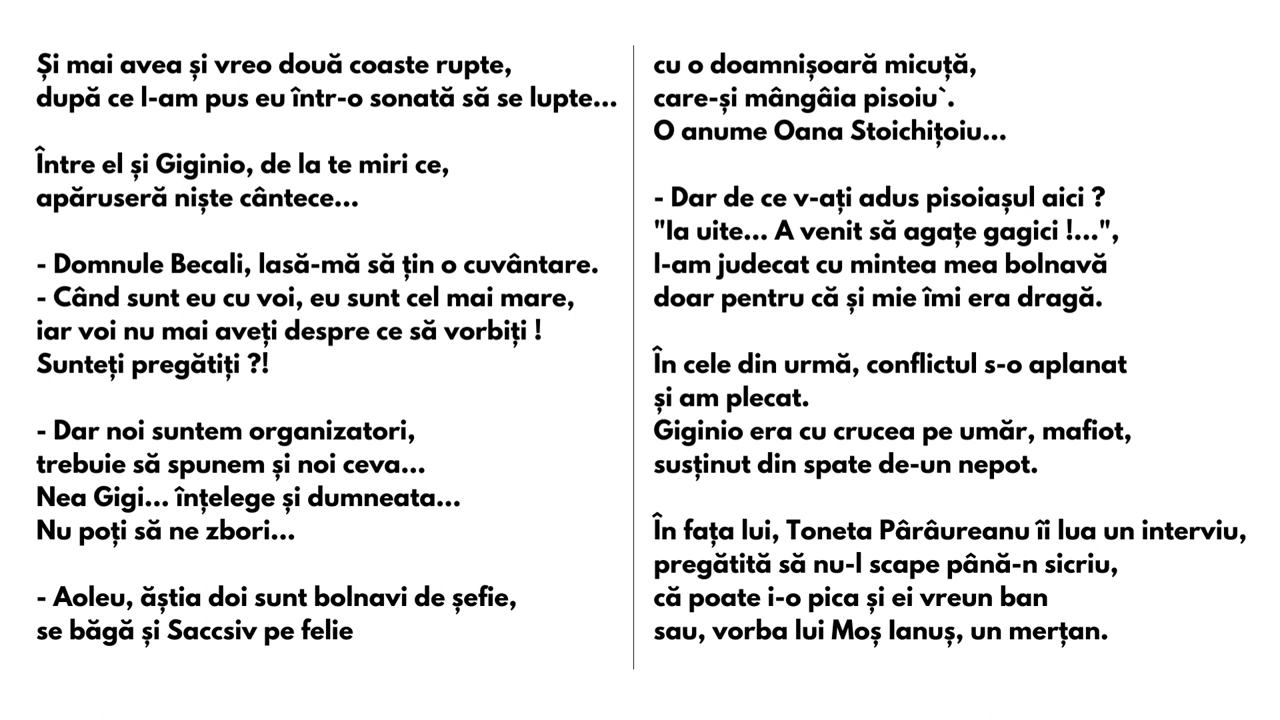 Și mai avea și vreo două coaste rupte,
după ce l-am pus eu într-o sonată să se lupte...
Între el și Giginio, de la te miri ce,
apăruseră niște cântece...
- Domnule Becali, lasă-mă să țin o cuvântare.
- Când sunt eu cu voi, eu sunt cel mai mare,
iar voi nu mai aveți despre ce să vorbiți !
Sunteți pregătiți ?!
- Dar noi suntem organizatori,
trebuie să spunem și noi ceva...
Nea Gigi... înțelege și dumneata...
Nu poți să ne zbori...
- Aoleu, ăștia doi sunt bolnavi de șefie,
se băgă și Saccsiv pe felie
cu o doamnișoară micuță,
care-și mângâia pisoiu`.
O anume Oana Stoichițoiu...
- Dar de ce v-ați adus pisoiașul aici ?
"Ia uite... A venit să agațe gagici !...",
l-am judecat cu mintea mea bolnavă
doar pentru că și mie îmi era dragă.
În cele din urmă, conflictul s-o aplanat
și am plecat.
Giginio era cu crucea pe umăr, mafiot,
susținut din spate de-un nepot.
În fața lui, Toneta Pârâureanu îi lua un interviu,
pregătită să nu-l scape până-n sicriu,
că poate i-o pica și ei vreun ban
sau, vorba lui Moș Ianuș, un merțan.